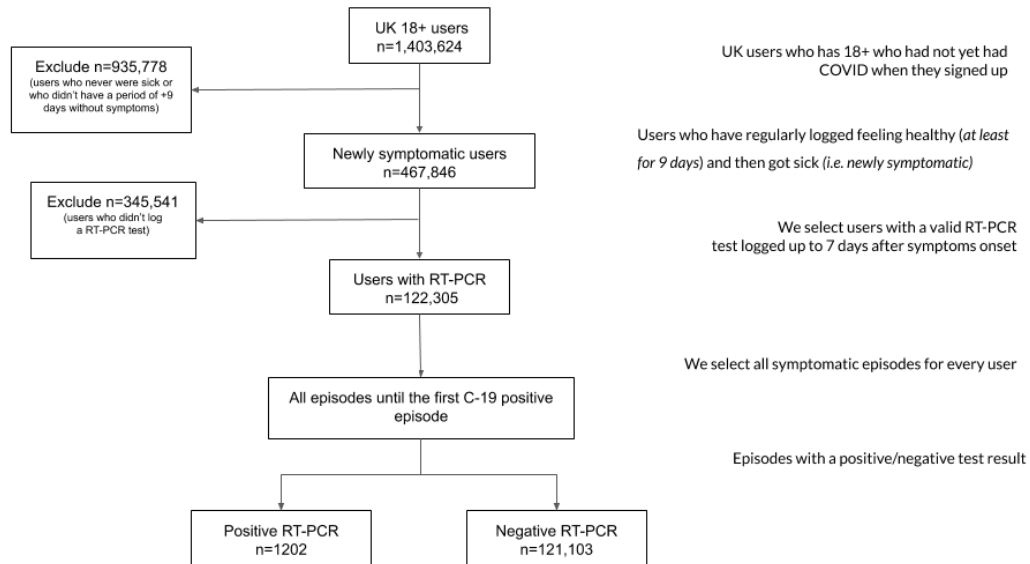 UK 18+ users
n=1,403,624
UK users who has 18+ who had not yet had
COVID when they signed up
Exclude n=935,778
(users who never were sick or
who didn't have a period of +9
days without symptoms)
Newly symptomatic users
n=467,846
Users who have regularly logged feeling healthy (at least
for 9 days) and then got sick (i.e. newly symptomatic)
Exclude n=345,541
(users who didn't log
a RT-PCR test)
We select users with a valid RT-PCR
test logged up to 7 days after symptoms onset
Users with RT-PCR
n=122,305
We select all symptomatic episodes for every user
All episodes until the first C-19 positive
episode
Episodes with a positive/negative test result
Positive RT-PCR
n=1202
Negative RT-PCR
n=121,103